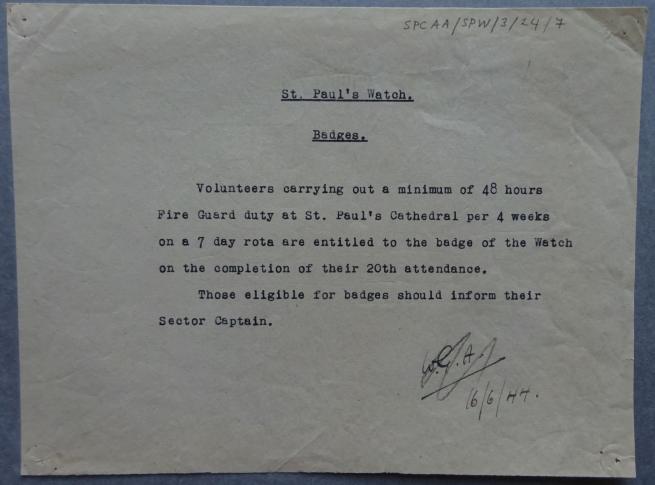 SPCAA/SPW/3/24/7
St. Paul's Watch.
Badges.
Volunteers carrying out a minimum of 48 hours
Fire Guard duty at St. Paul's Cathedral per 4 weeks
on a 7 day rota are entitled to the badge of the Watch
on the completion of their 20th attendance.
Those eligible for badges should inform their
Sector Captain.
W.G.A.
16/6/44.